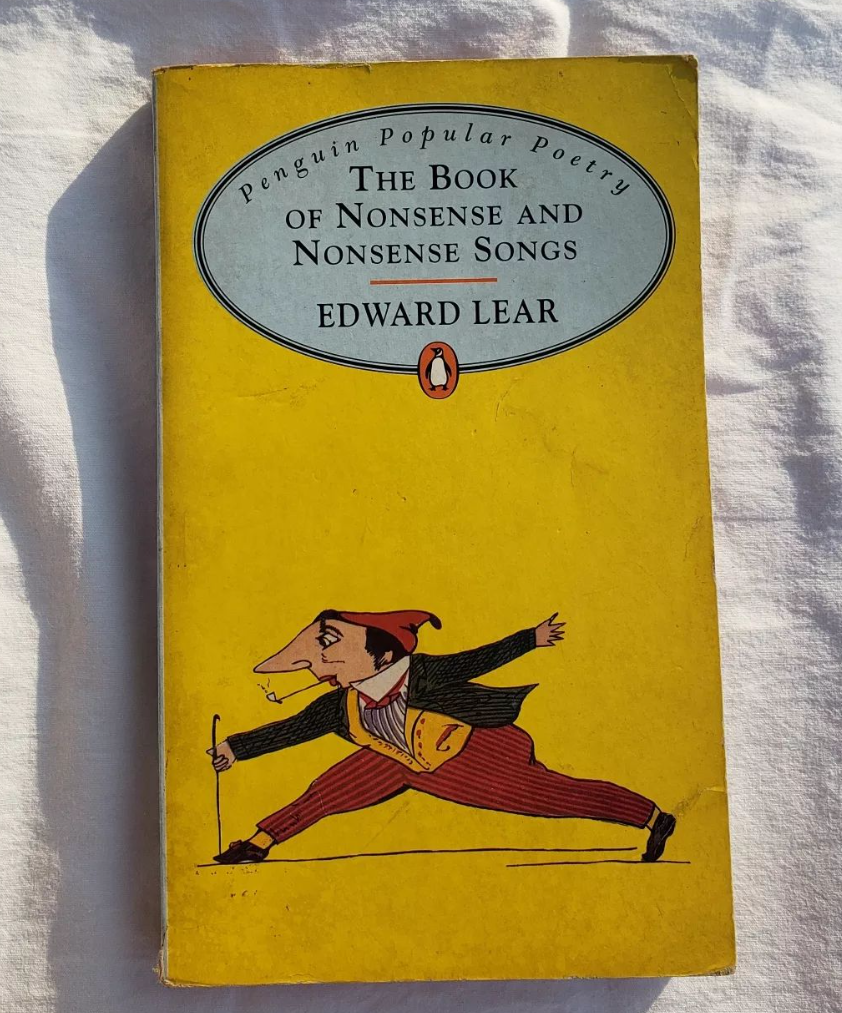 Penguin Popular Poetry
THE BOOK
OF NONSENSE AND
NONSENSE SONGS
EDWARD LEAR